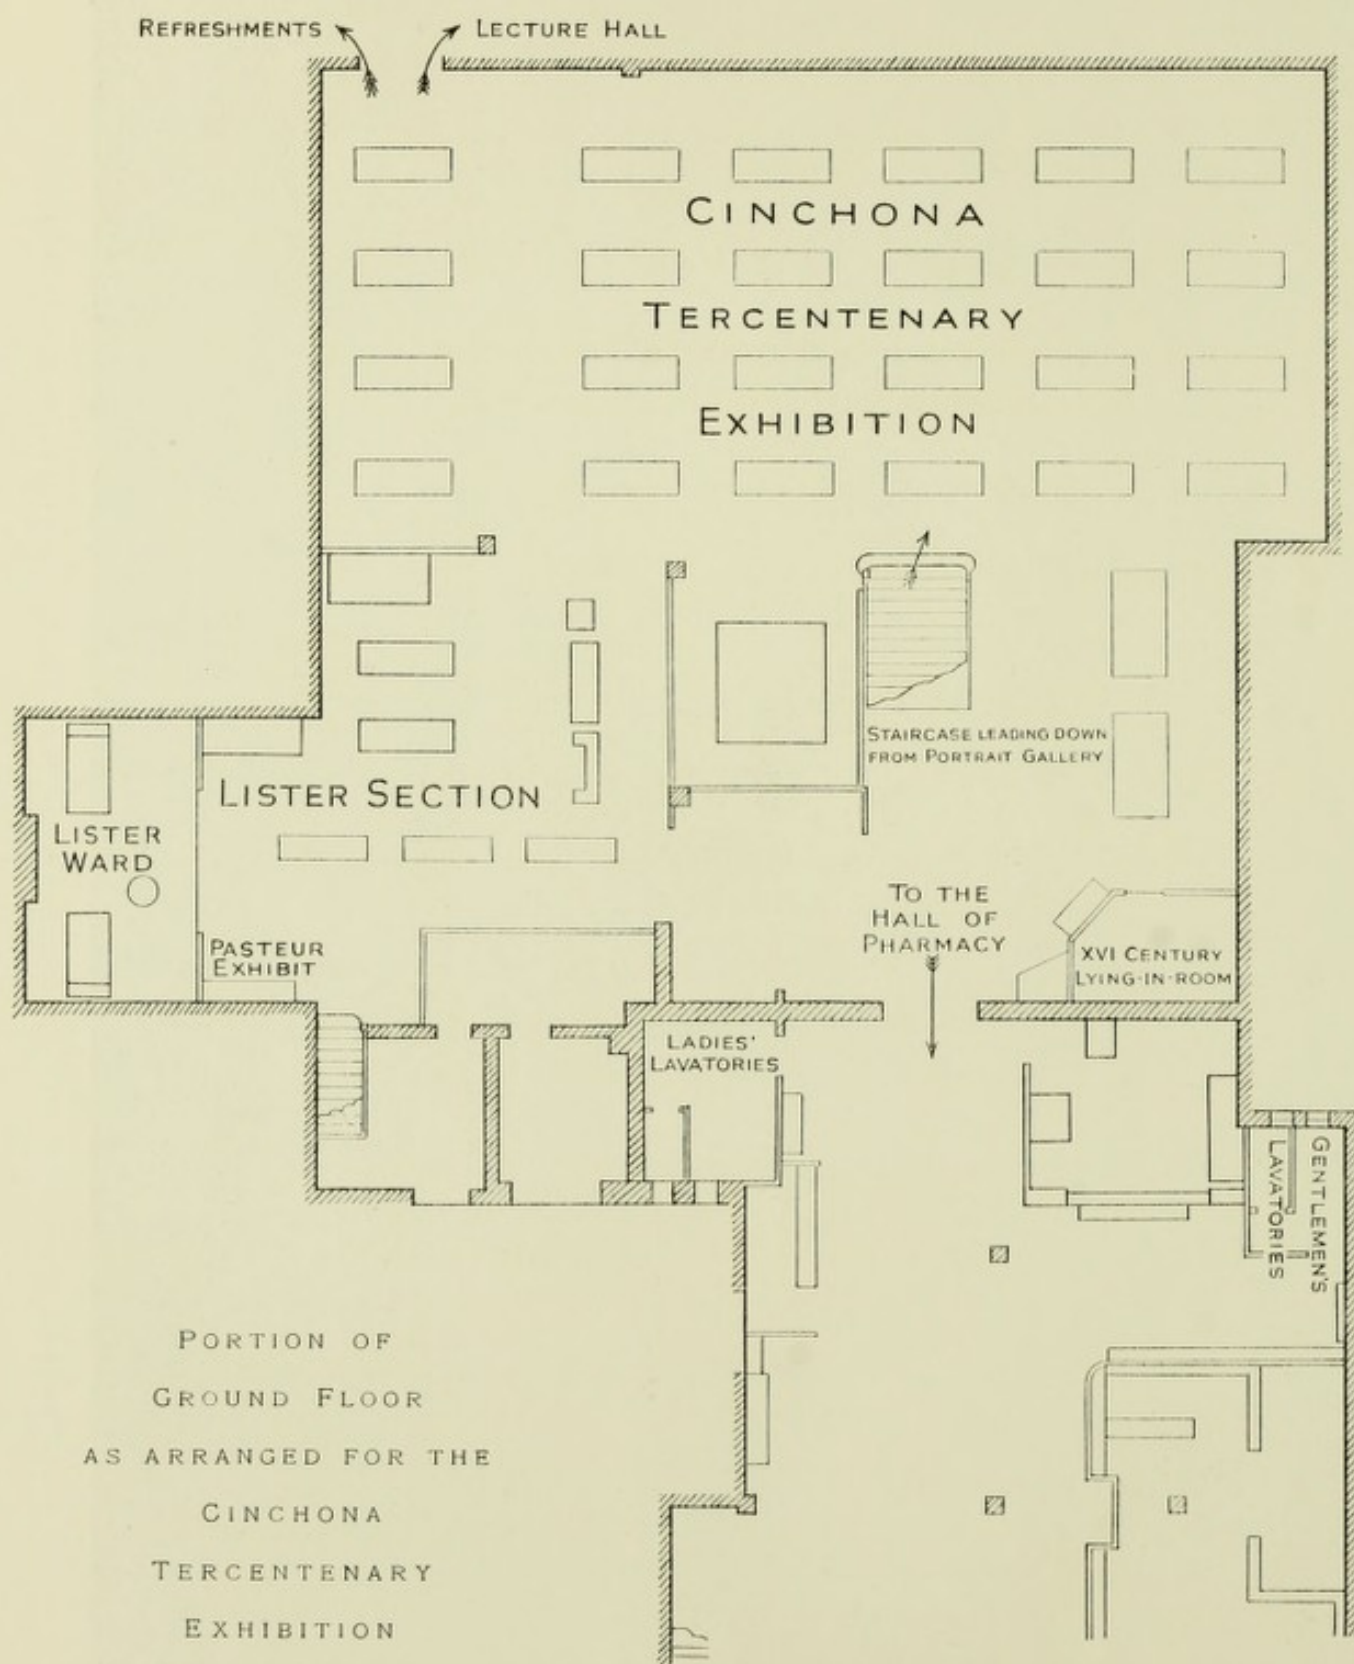 REFRESHMENTS
LECTURE HALL
CINCHONA
TERCENTENARY
EXHIBITION
STAIRCASE LEADING DOWN
FROM PORTRAIT GALLERY
LISTER SECTION
LISTER
WARD
PASTEUR
EXHIBIT
TO THE
HALL OF
PHARMACY
XVI CENTURY
LYING-IN-ROOM
LADIES'
LAVATORIES
GENTLEMEN'S
LAVATORIES
PORTION OF
GROUND FLOOR
AS ARRANGED FOR THE
CINCHONA
TERCENTENARY
EXHIBITION